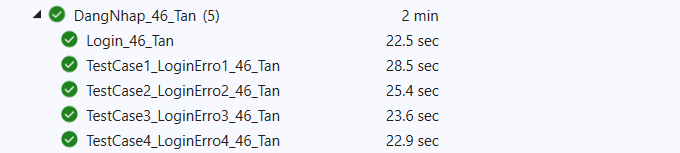 DangNhap_46_Tan (5) 2 min
Login_46_Tan 22.5 sec
TestCase1_LoginErro1_46_Tan 28.5 sec
TestCase2_LoginErro2_46_Tan 25.4 sec
TestCase3_LoginErro3_46_Tan 23.6 sec
TestCase4_LoginErro4_46_Tan 22.9 sec